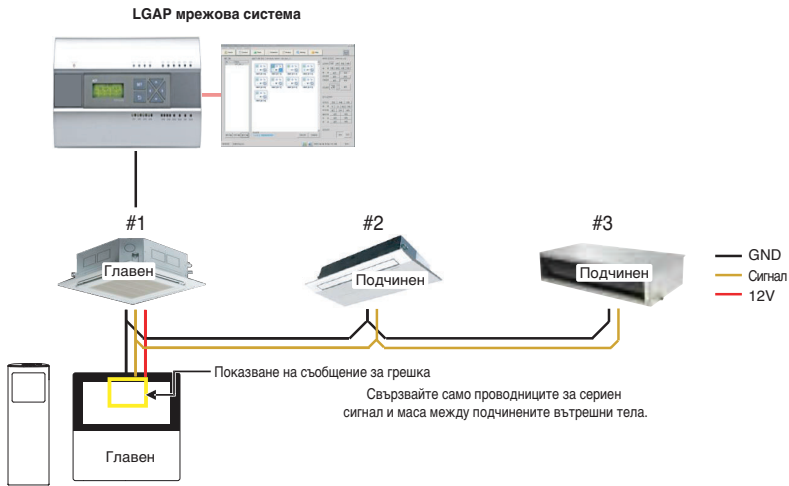 LGAP мрежова система
#1
#2
#3
Главен
Подчинен
Подчинен
GND
Сигнал
12V
Показване на съобщение за грешка
Свързвайте само проводниците за сериен
сигнал и маса между подчинените вътрешни тела.
Главен